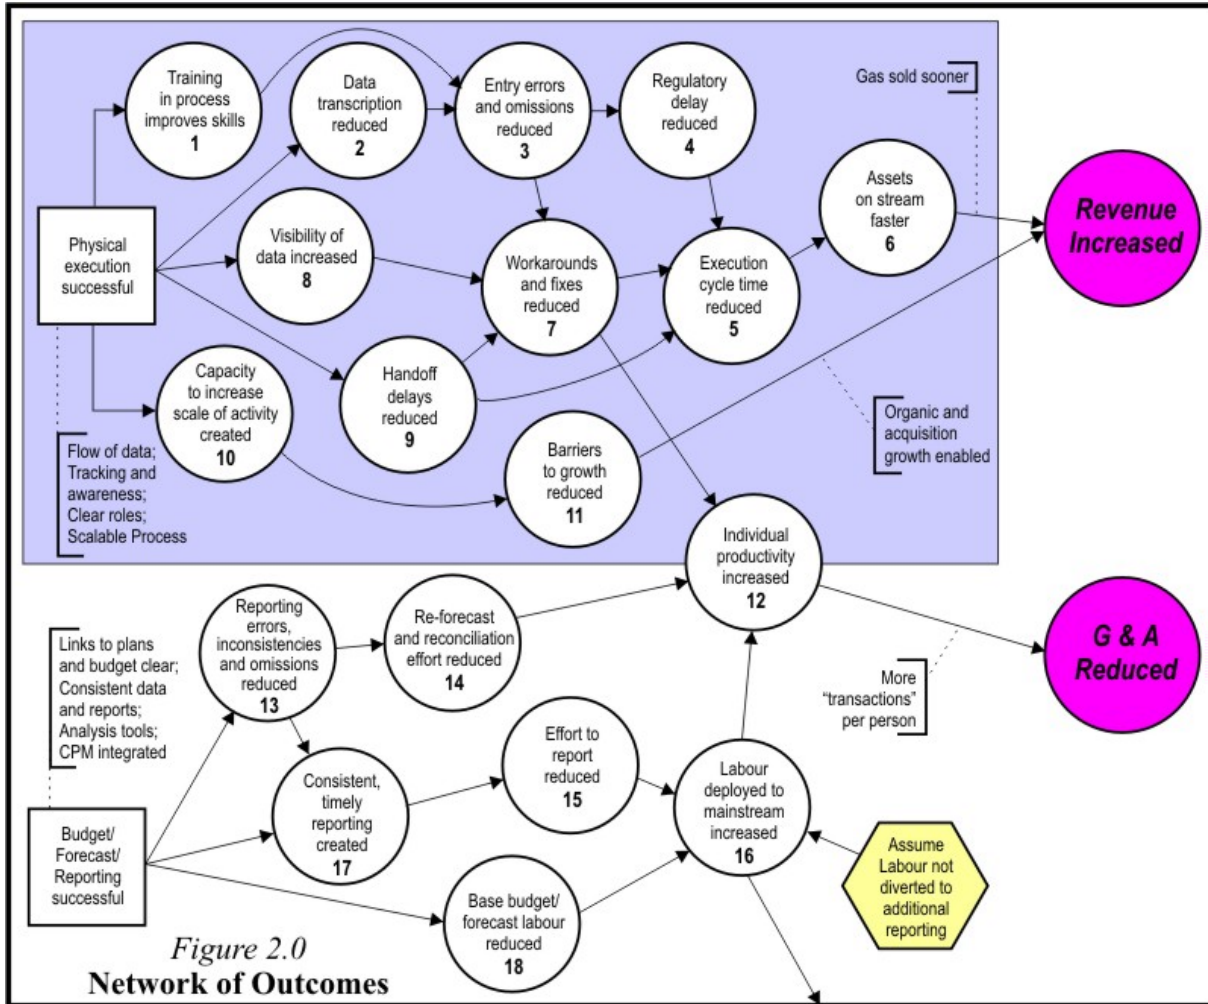 Training
in process
improves skills
1
Data
transcription
reduced
2
Entry errors
and omissions
reduced
3
Regulatory
delay
reduced
4
Gas sold sooner
Assets
on stream
faster
6
Revenue
Increased
Physical
execution
successful
Visibility of
data increased
8
Workarounds
and fixes
reduced
7
Execution
cycle time
reduced
5
Capacity
to increase
scale of activity
created
10
Handoff
delays
reduced
9
Barriers
to growth
reduced
11
Organic and
acquisition
growth enabled
Flow of data;
Tracking and
awareness;
Clear roles;
Scalable Process
Individual
productivity
increased
12
Reporting
errors,
inconsistencies
and omissions
reduced
13
Re-forecast
and reconciliation
effort reduced
14
G & A
Reduced
Links to plans
and budget clear;
Consistent data
and reports;
Analysis tools;
CPM integrated
More
“transactions”
per person
Effort to
report
reduced
15
Consistent,
timely
reporting
created
17
Labour
deployed to
mainstream
increased
16
Budget/
Forecast/
Reporting
successful
Assume
Labour not
diverted to
additional
reporting
Base budget/
forecast labour
reduced
18
Figure 2.0
Network of Outcomes